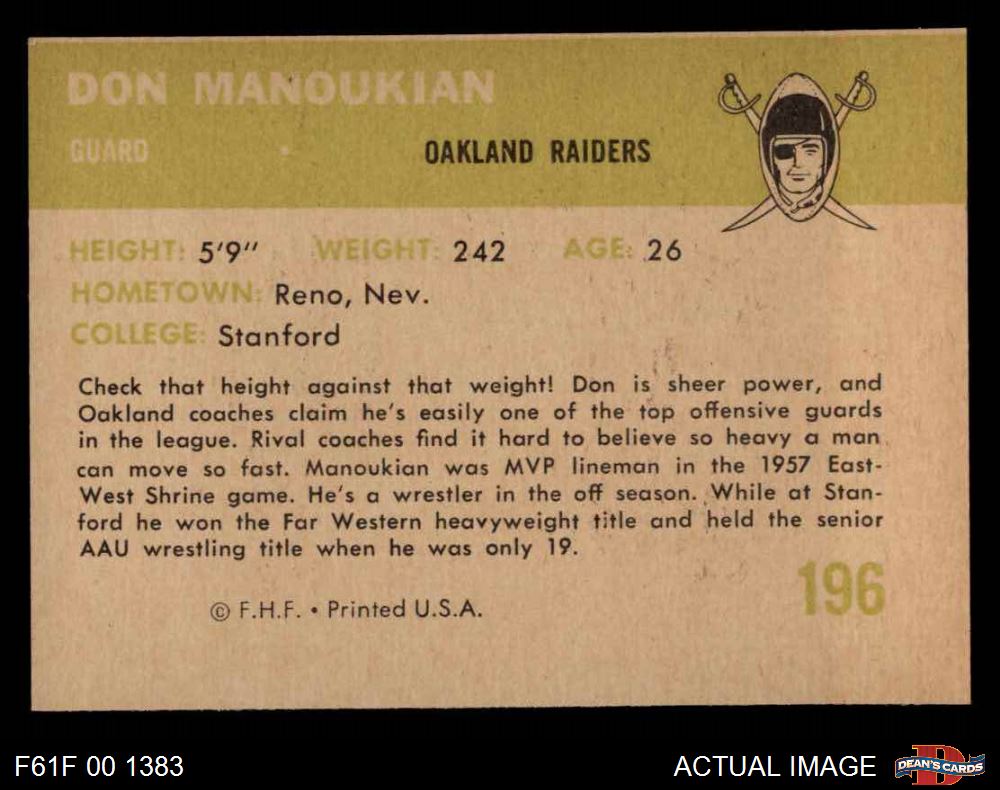 DON MANOUKIAN
GUARD
OAKLAND RAIDERS
HEIGHT: 5'9" WEIGHT: 242 AGE: 26
HOMETOWN: Reno, Nev.
COLLEGE: Stanford
Check that height against that weight! Don is sheer power, and
Oakland coaches claim he's easily one of the top offensive guards
in the league. Rival coaches find it hard to believe so heavy a man
can move so fast. Manoukian was MVP lineman in the 1957 East-
West Shrine game. He's a wrestler in the off season. While at Stan-
ford he won the Far Western heavyweight title and held the senior
AAU wrestling title when he was only 19.
196
© F.H.F. • Printed U.S.A.
F61F 00 1383
ACTUAL IMAGE
DEAN'S CARDS